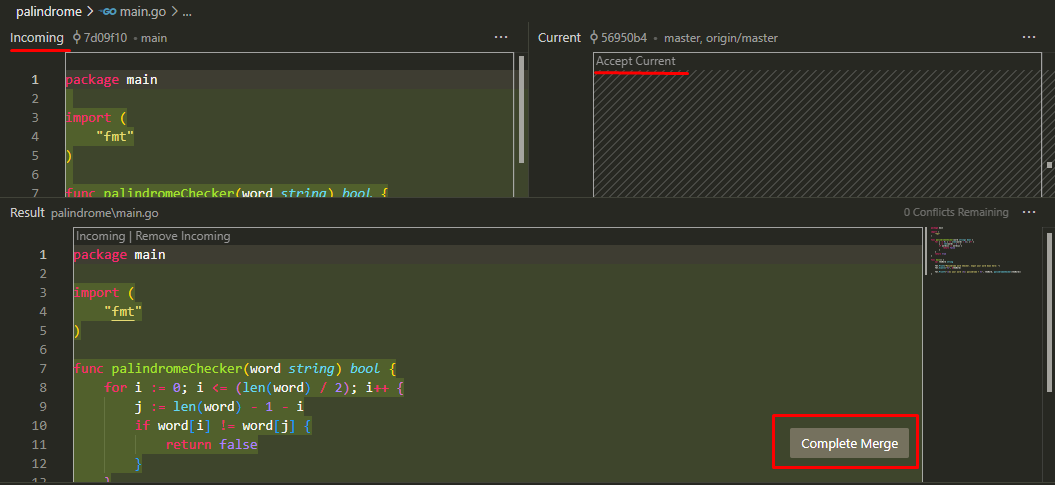 palindrome > GO main.go > ...
Incoming 7d09f10 • main ...
Current 56950b4 • master, origin/master ...
1 package main
2
3 import (
4 "fmt"
5 )
6
7 func palindromeChecker(word string) bool {
Accept Current
Result palindrome\main.go 0 Conflicts Remaining ...
Incoming | Remove Incoming
1 package main
2
3 import (
4 "fmt"
5 )
6
7 func palindromeChecker(word string) bool {
8 for i := 0; i <= (len(word) / 2); i++ {
9 j := len(word) - 1 - i
10 if word[i] != word[j] {
11 return false
12 }
Complete Merge